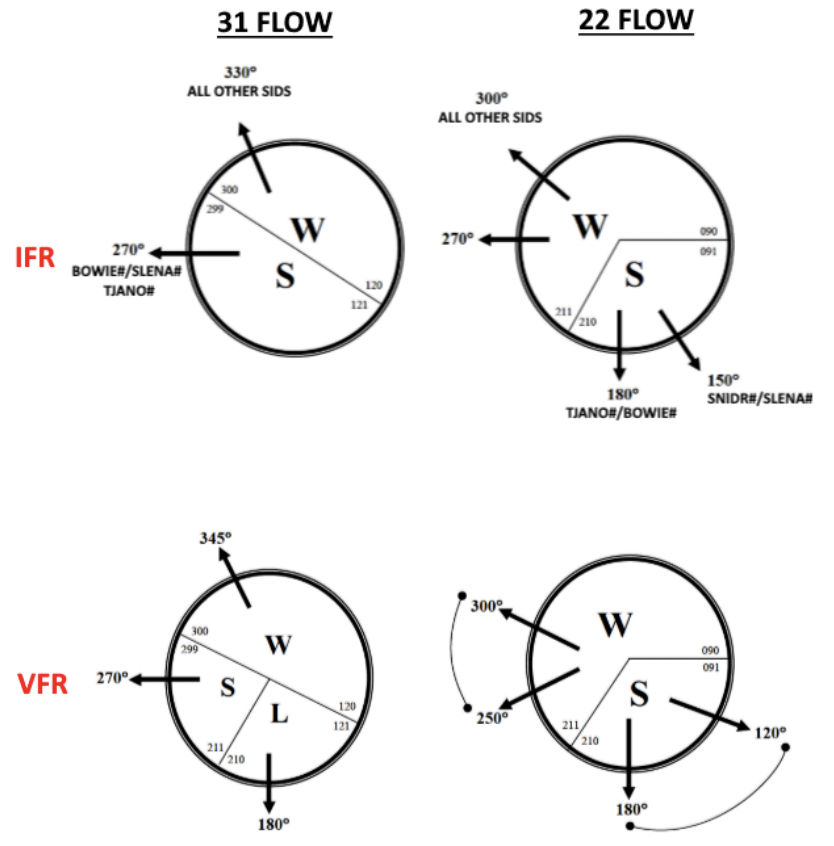 31 FLOW
22 FLOW
330°
ALL OTHER SIDS
300°
ALL OTHER SIDS
IFR
300
299
W
S
120
121
270°
BOWIE#/SLENA#
TJANO#
270°
W
S
090
091
211
210
180°
TJANO#/BOWIE#
150°
SNIDR#/SLENA#
VFR
345°
300
299
W
270°
S
L
120
121
211
210
180°
300°
W
250°
090
091
S
211
210
120°
180°